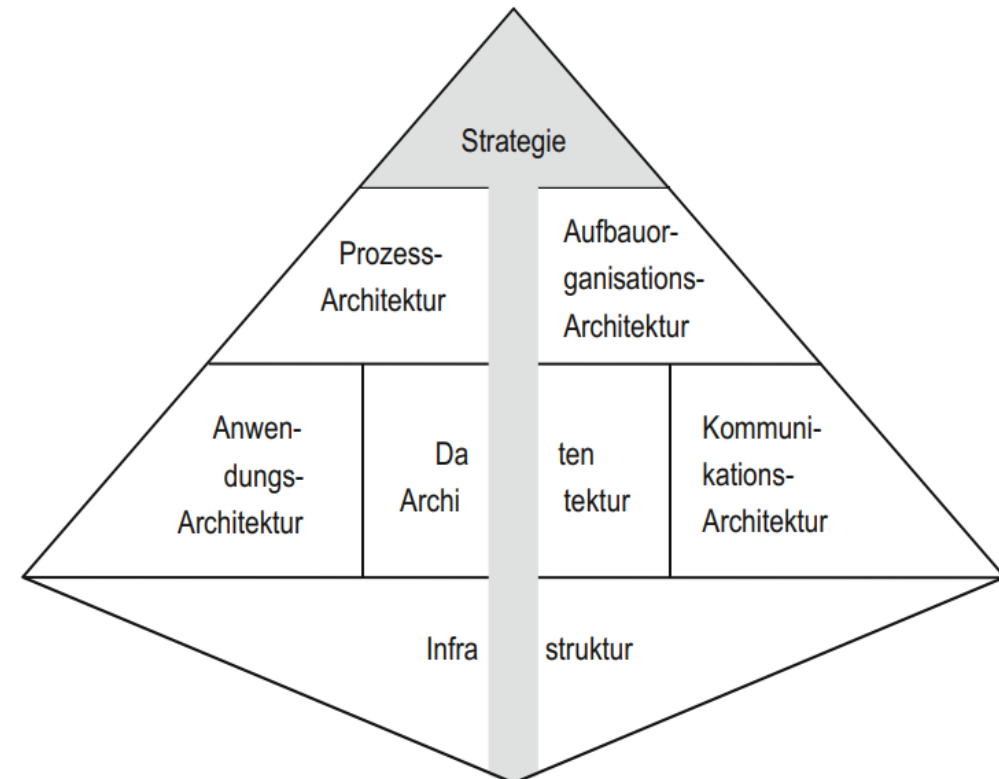 Strategie
Prozess-
Architektur
Aufbauor-
ganisations-
Architektur
Anwen-
dungs-
Architektur
Da ten
Archi tektur
Kommuni-
kations-
Architektur
Infra struktur